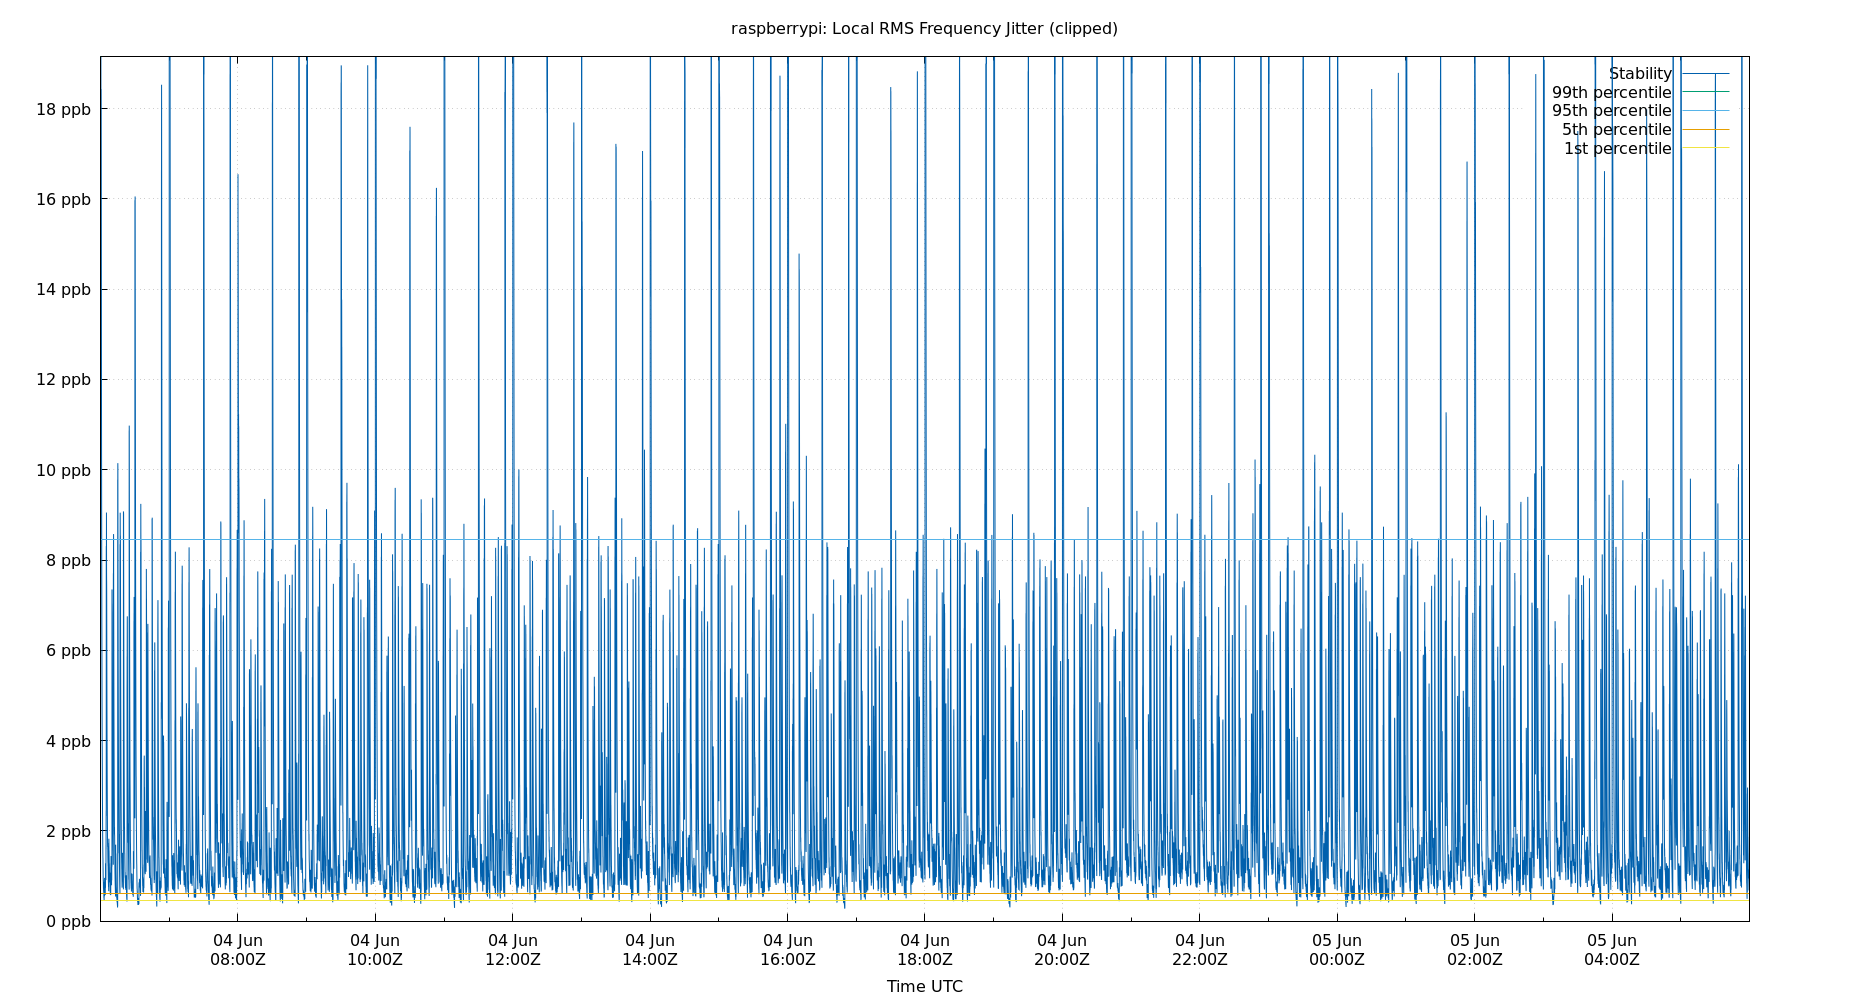 raspberrypi: Local RMS Frequency Jitter (clipped)
Stability
99th percentile
95th percentile
5th percentile
1st percentile
18 ppb
16 ppb
14 ppb
12 ppb
10 ppb
8 ppb
6 ppb
4 ppb
2 ppb
0 ppb
04 Jun 04 Jun 04 Jun 04 Jun 04 Jun 04 Jun 04 Jun 04 Jun 05 Jun 05 Jun 05 Jun
08:00Z 10:00Z 12:00Z 14:00Z 16:00Z 18:00Z 20:00Z 22:00Z 00:00Z 02:00Z 04:00Z
Time UTC